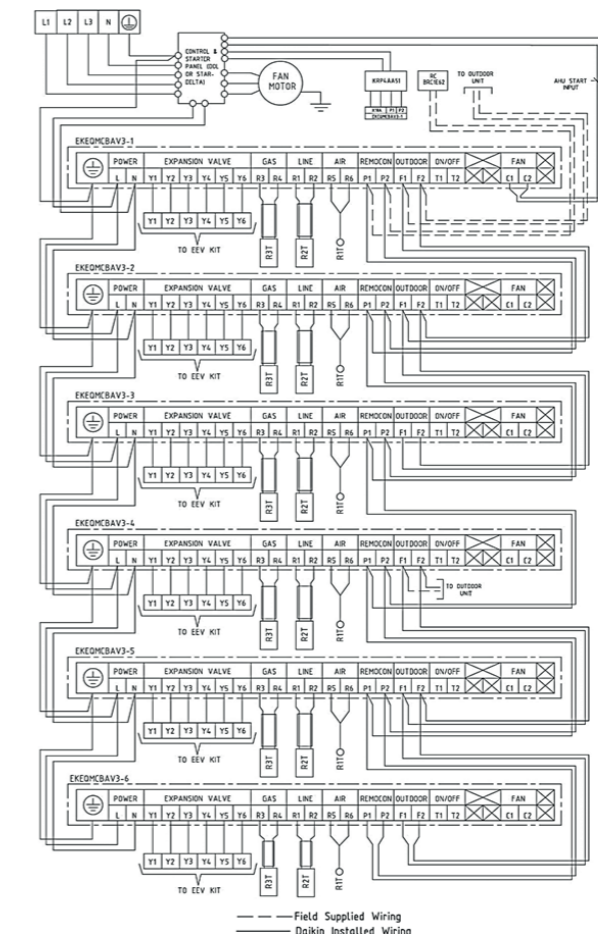 L1 L2 L3 N
CONTROL &
STARTER
PANEL (DOL
OR STAR-
DELTA)
FAN
MOTOR
KRP4AA51
P1 P2
EKEQMCBAV3-1
RC
BRC1E62
TO OUTDOOR
UNIT
AHU START
INPUT
EKEQMCBAV3-1
POWER EXPANSION VALVE GAS LINE AIR REMOCON OUTDOOR ON/OFF FAN
L N Y1 Y2 Y3 Y4 Y5 Y6 R3 R4 R1 R2 R5 R6 P1 P2 F1 F2 T1 T2 C1 C2
Y1 Y2 Y3 Y4 Y5 Y6
TO EEV KIT
R3T R2T R1T
EKEQMCBAV3-2
POWER EXPANSION VALVE GAS LINE AIR REMOCON OUTDOOR ON/OFF FAN
L N Y1 Y2 Y3 Y4 Y5 Y6 R3 R4 R1 R2 R5 R6 P1 P2 F1 F2 T1 T2 C1 C2
Y1 Y2 Y3 Y4 Y5 Y6
TO EEV KIT
R3T R2T R1T
EKEQMCBAV3-3
POWER EXPANSION VALVE GAS LINE AIR REMOCON OUTDOOR ON/OFF FAN
L N Y1 Y2 Y3 Y4 Y5 Y6 R3 R4 R1 R2 R5 R6 P1 P2 F1 F2 T1 T2 C1 C2
Y1 Y2 Y3 Y4 Y5 Y6
TO EEV KIT
R3T R2T R1T
EKEQMCBAV3-4
POWER EXPANSION VALVE GAS LINE AIR REMOCON OUTDOOR ON/OFF FAN
L N Y1 Y2 Y3 Y4 Y5 Y6 R3 R4 R1 R2 R5 R6 P1 P2 F1 F2 T1 T2 C1 C2
TO OUTDOOR
UNIT
Y1 Y2 Y3 Y4 Y5 Y6
TO EEV KIT
R3T R2T R1T
EKEQMCBAV3-5
POWER EXPANSION VALVE GAS LINE AIR REMOCON OUTDOOR ON/OFF FAN
L N Y1 Y2 Y3 Y4 Y5 Y6 R3 R4 R1 R2 R5 R6 P1 P2 F1 F2 T1 T2 C1 C2
Y1 Y2 Y3 Y4 Y5 Y6
TO EEV KIT
R3T R2T R1T
EKEQMCBAV3-6
POWER EXPANSION VALVE GAS LINE AIR REMOCON OUTDOOR ON/OFF FAN
L N Y1 Y2 Y3 Y4 Y5 Y6 R3 R4 R1 R2 R5 R6 P1 P2 F1 F2 T1 T2 C1 C2
Y1 Y2 Y3 Y4 Y5 Y6
TO EEV KIT
R3T R2T R1T
Field Supplied Wiring
Daikin Installed Wiring